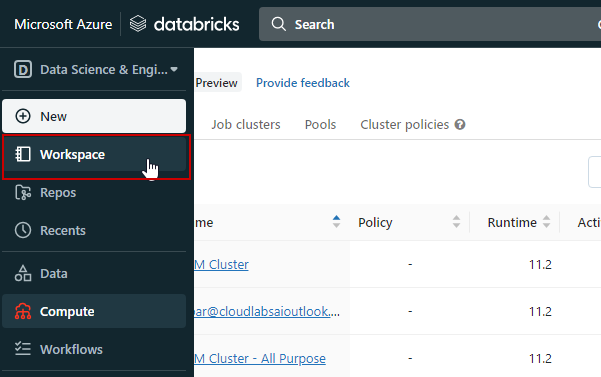 Microsoft Azure databricks Search
D Data Science & Engi...
Preview Provide feedback
New
Job clusters Pools Cluster policies ?
Workspace
Repos
me Policy Runtime Acti
Recents
M Cluster - 11.2
Data
Compute
par@cloudlabsaioutlook.... - 11.2
Workflows
M Cluster - All Purpose - 11.2